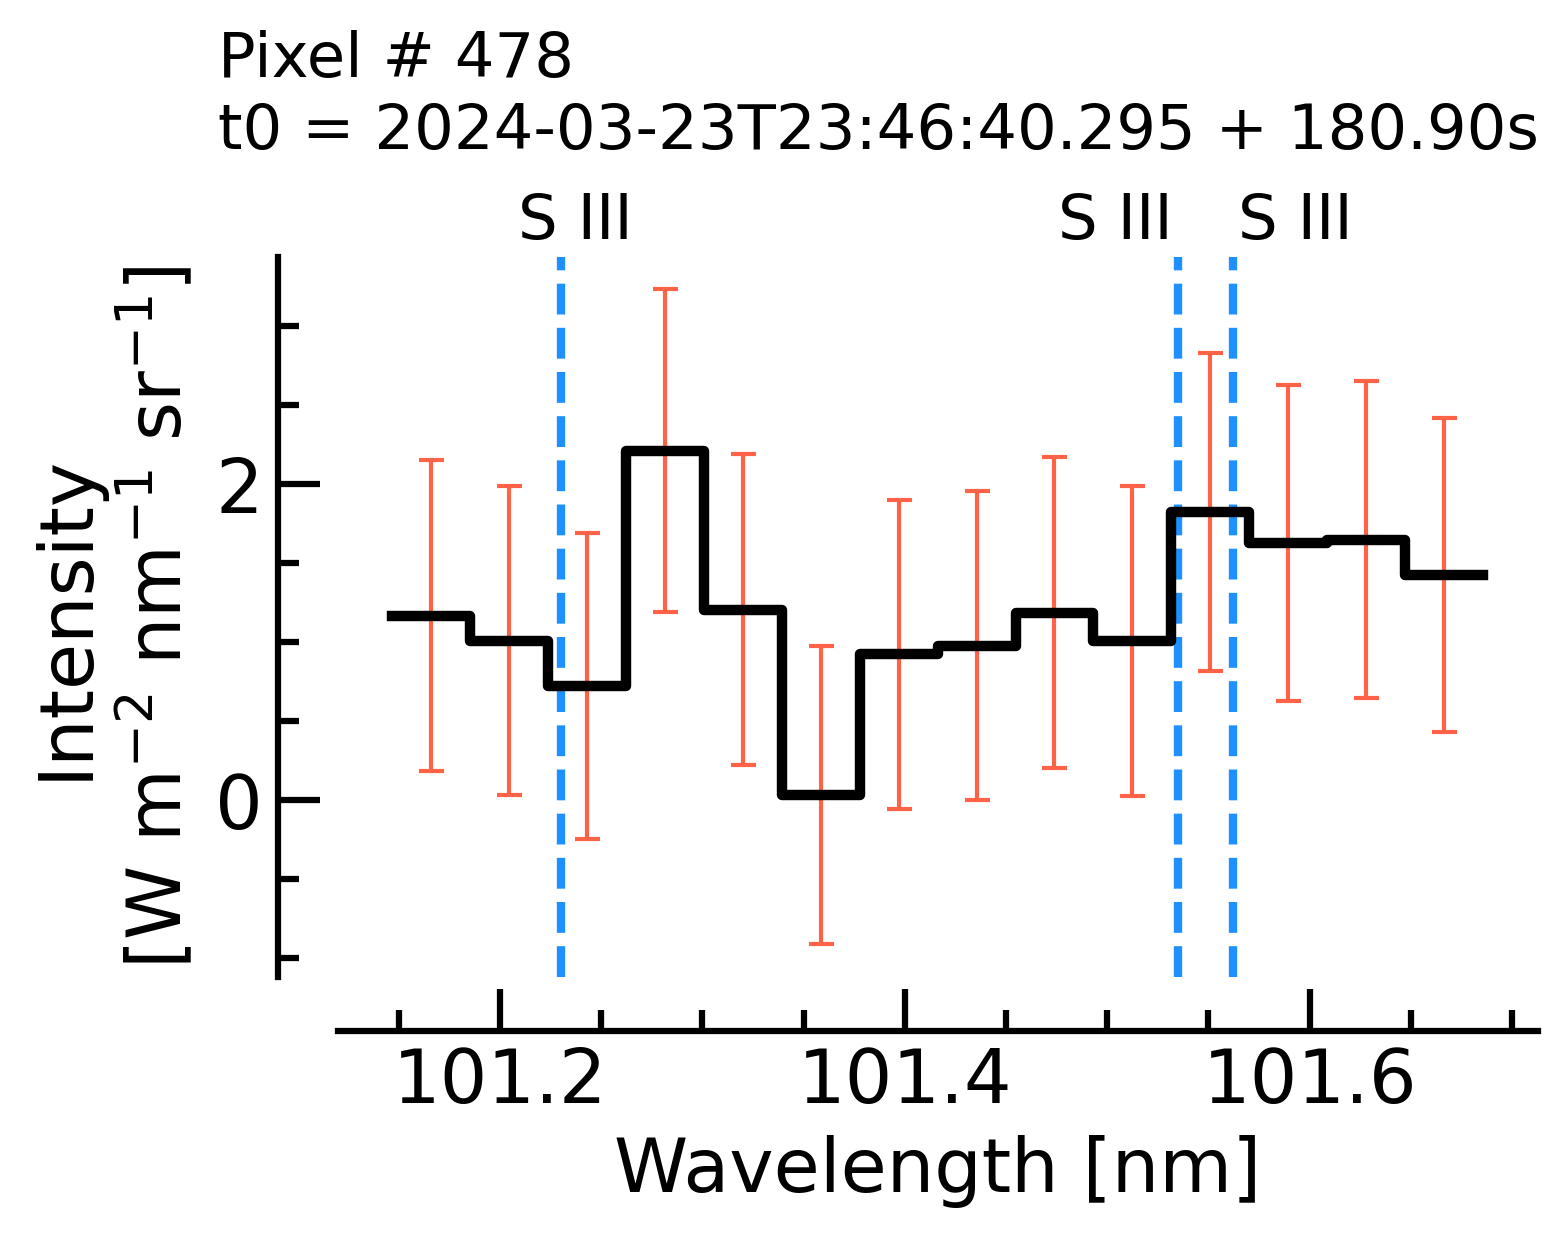 Pixel # 478
t0 = 2024-03-23T23:46:40.295 + 180.90s
S III S III S III
Intensity
[W m⁻² nm⁻¹ sr⁻¹]
2
0
101.2 101.4 101.6
Wavelength [nm]